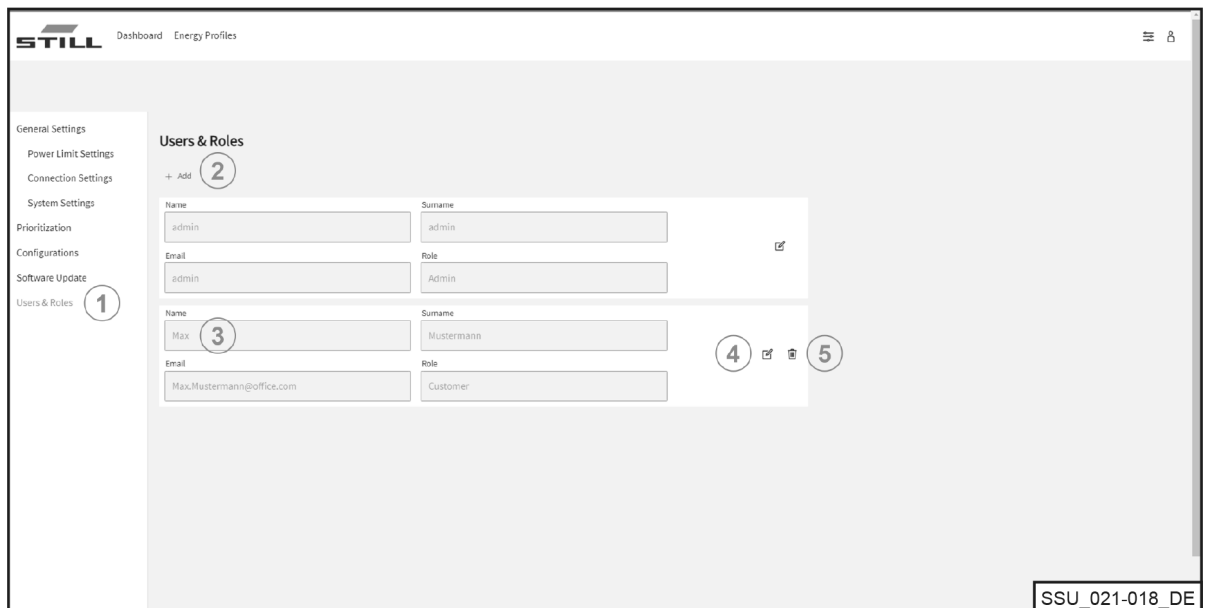 STILL Dashboard Energy Profiles
General Settings
Power Limit Settings
Connection Settings
System Settings
Prioritization
Configurations
Software Update
Users & Roles 1
Users & Roles
+ Add 2
Name Surname
admin admin
Email Role
admin Admin
Name Surname
Max 3 Mustermann
4 5
Email Role
Max.Mustermann@office.com Customer
SSU_021-018_DE